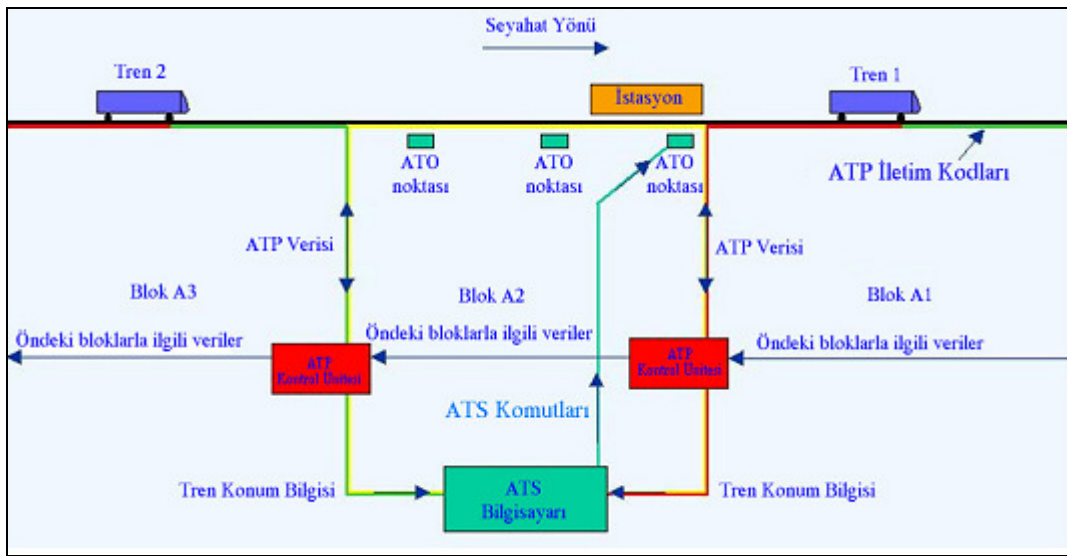 Seyahat Yönü
Tren 2
İstasyon
Tren 1
ATO
noktası
ATO
noktası
ATO
noktası
ATP İletim Kodları
ATP Verisi
ATP Verisi
Blok A3
Blok A2
Blok A1
Öndeki bloklarla ilgili veriler
Öndeki bloklarla ilgili veriler
Öndeki bloklarla ilgili veriler
ATP
Kontrol Ünitesi
ATP
Kontrol Ünitesi
ATS Komutları
Tren Konum Bilgisi
ATS
Bilgisayarı
Tren Konum Bilgisi